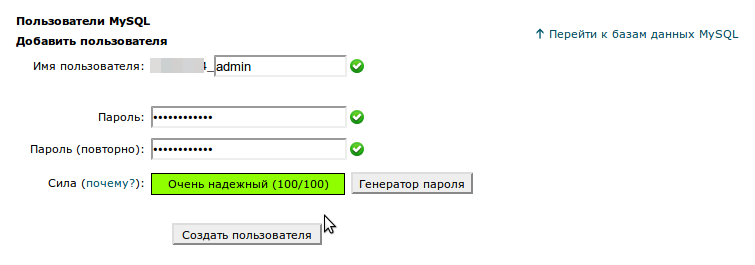 Пользователи MySQL
Добавить пользователя
↑ Перейти к базам данных MySQL
Имя пользователя: 4_admin
Пароль: ••••••••••••
Пароль (повторно): ••••••••••••
Сила (почему?): Очень надежный (100/100) Генератор пароля
Создать пользователя